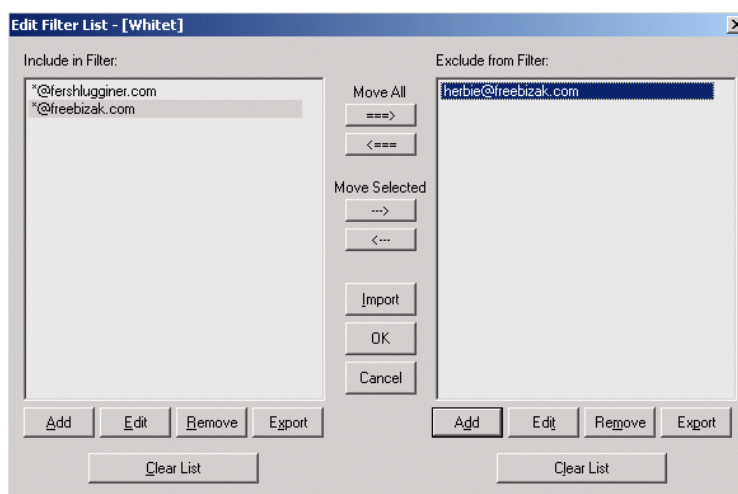 Edit Filter List - [Whitet]
Include in Filter:
*@fershlugginer.com
*@freebizak.com
Move All
===>
<===
Move Selected
--->
<---
Import
OK
Cancel
Exclude from Filter:
herbie@freebizak.com
Add Edit Remove Export
Clear List
Add Edit Remove Export
Clear List